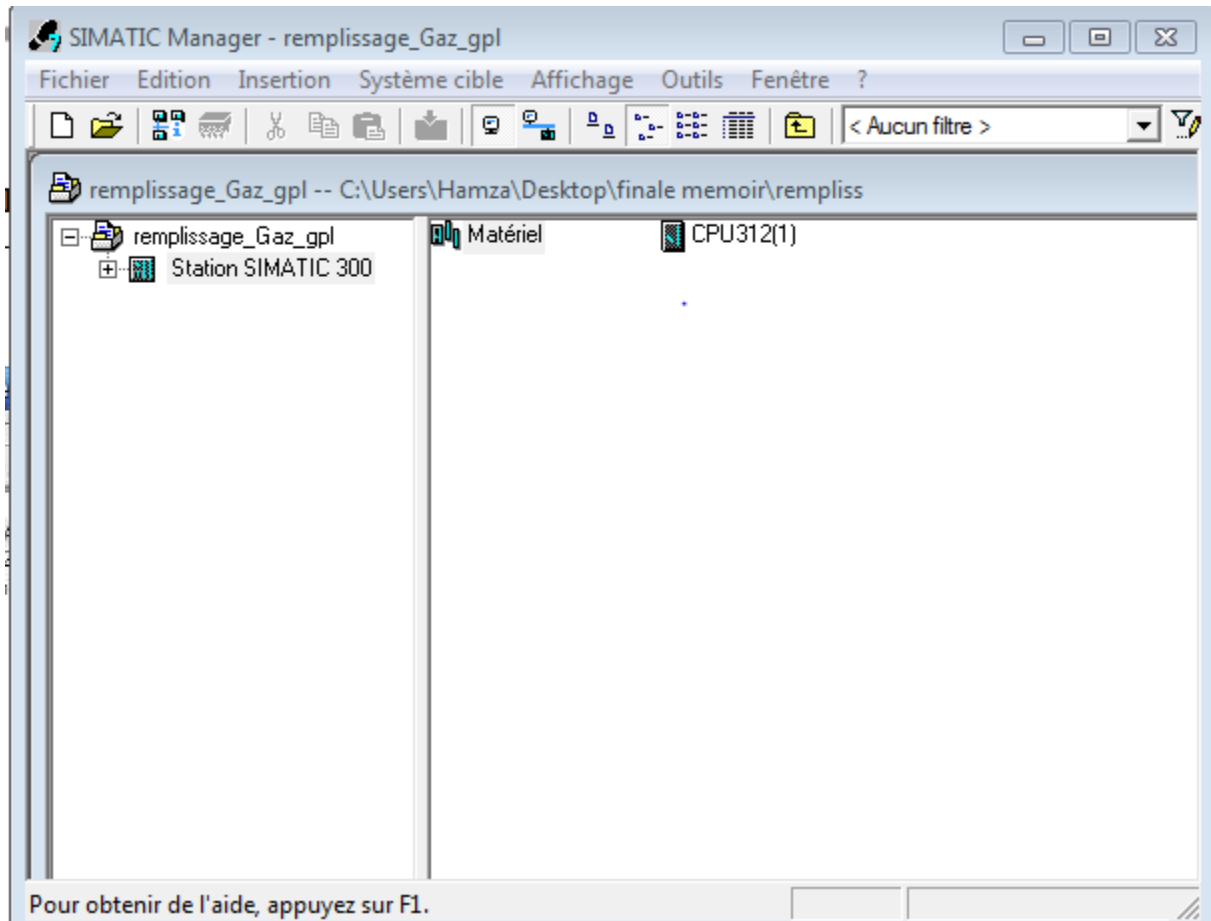 SIMATIC Manager - remplissage_Gaz_gpl
Fichier Edition Insertion Système cible Affichage Outils Fenêtre ?
< Aucun filtre >
remplissage_Gaz_gpl -- C:\Users\Hamza\Desktop\finale memoir\rempliss
remplissage_Gaz_gpl
Station SIMATIC 300
Matériel
CPU312(1)
Pour obtenir de l'aide, appuyez sur F1.